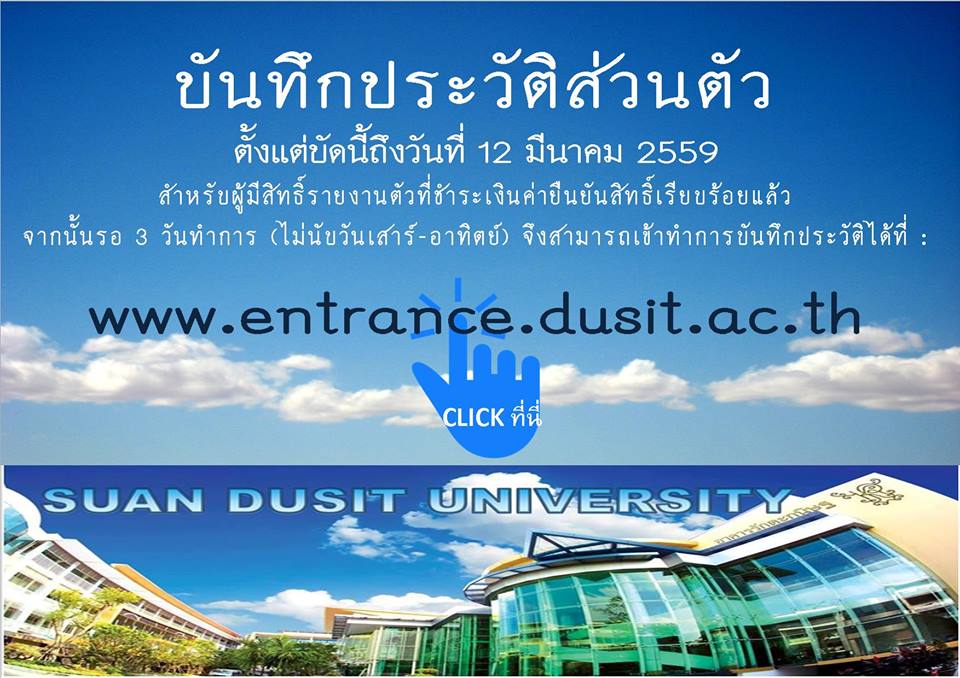 บันทึกประวัติส่วนตัว
ตั้งแต่บัดนี้ถึงวันที่ 12 มีนาคม 2559
สำหรับผู้มีสิทธิ์รายงานตัวที่ชำระเงินค่ายืนยันสิทธิ์เรียบร้อยแล้ว
จากนั้นรอ 3 วันทำการ (ไม่นับวันเสาร์-อาทิตย์) จึงสามารถเข้าทำการบันทึกประวัติได้ที่ :
www.entrance.dusit.ac.th
CLICK ที่นี่
SUAN DUSIT UNIVERSITY